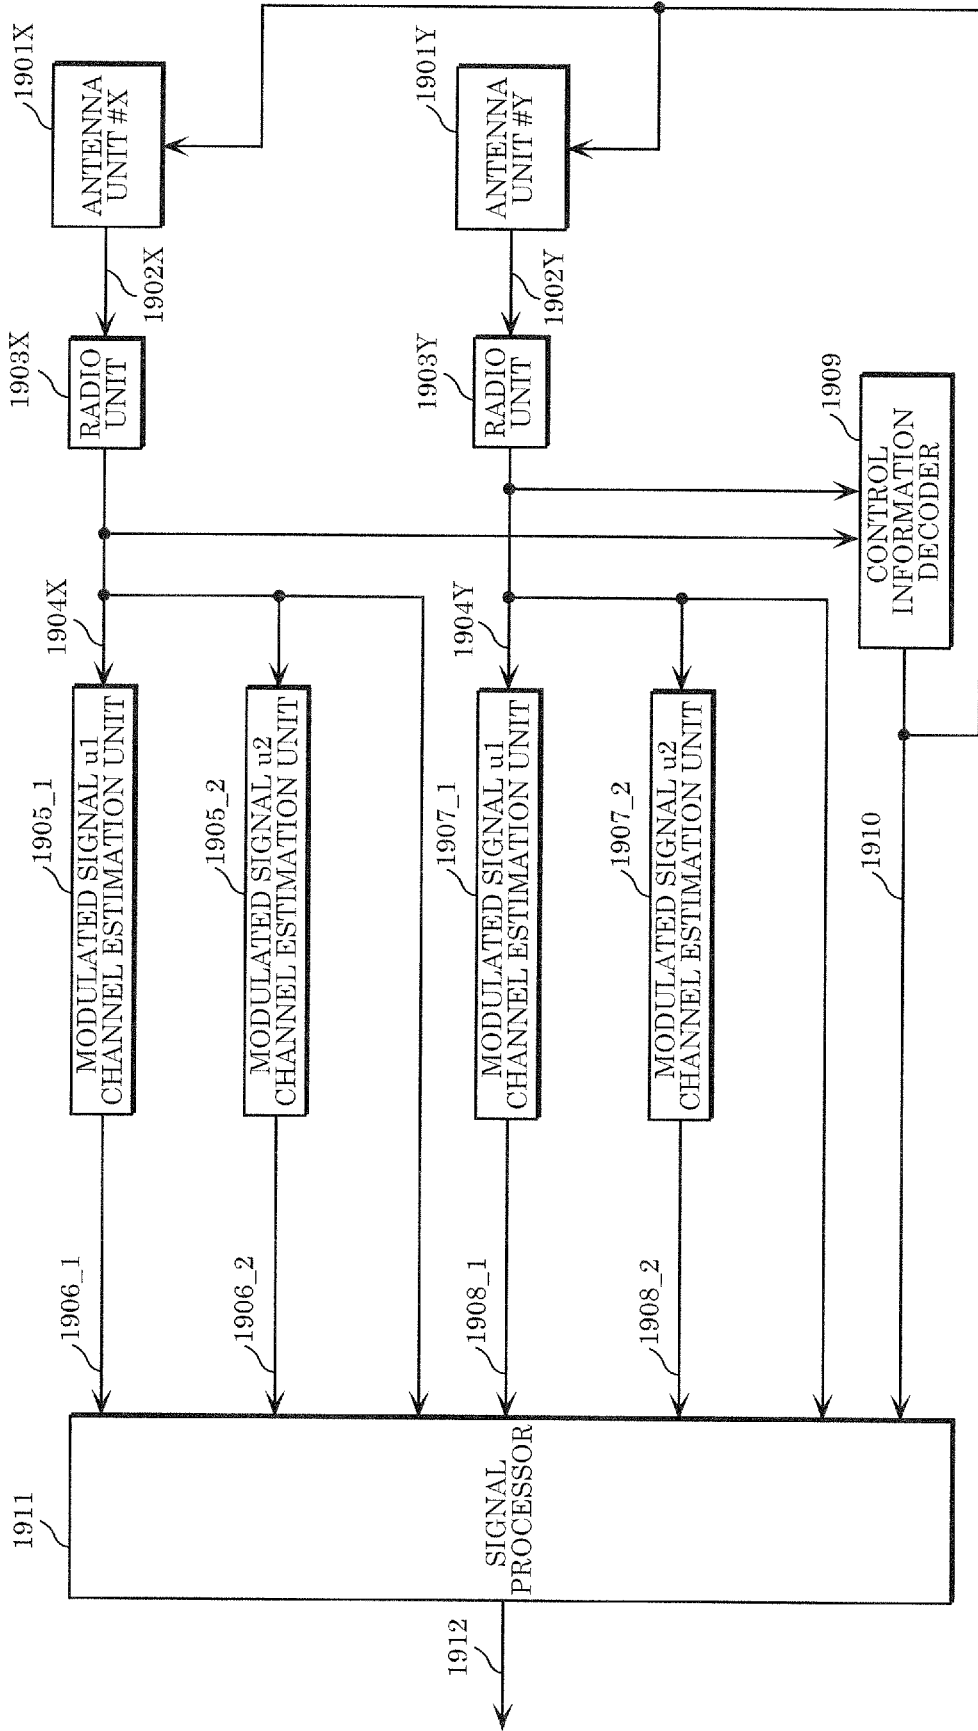 1901X
ANTENNA
UNIT #X
1902X
1903X
RADIO
UNIT
1904X
1905_1
MODULATED SIGNAL u1
CHANNEL ESTIMATION UNIT
1906_1
1905_2
MODULATED SIGNAL u2
CHANNEL ESTIMATION UNIT
1906_2
1901Y
ANTENNA
UNIT #Y
1902Y
1903Y
RADIO
UNIT
1904Y
1907_1
MODULATED SIGNAL u1
CHANNEL ESTIMATION UNIT
1908_1
1907_2
MODULATED SIGNAL u2
CHANNEL ESTIMATION UNIT
1908_2
1909
CONTROL
INFORMATION
DECODER
1910
1911
SIGNAL
PROCESSOR
1912